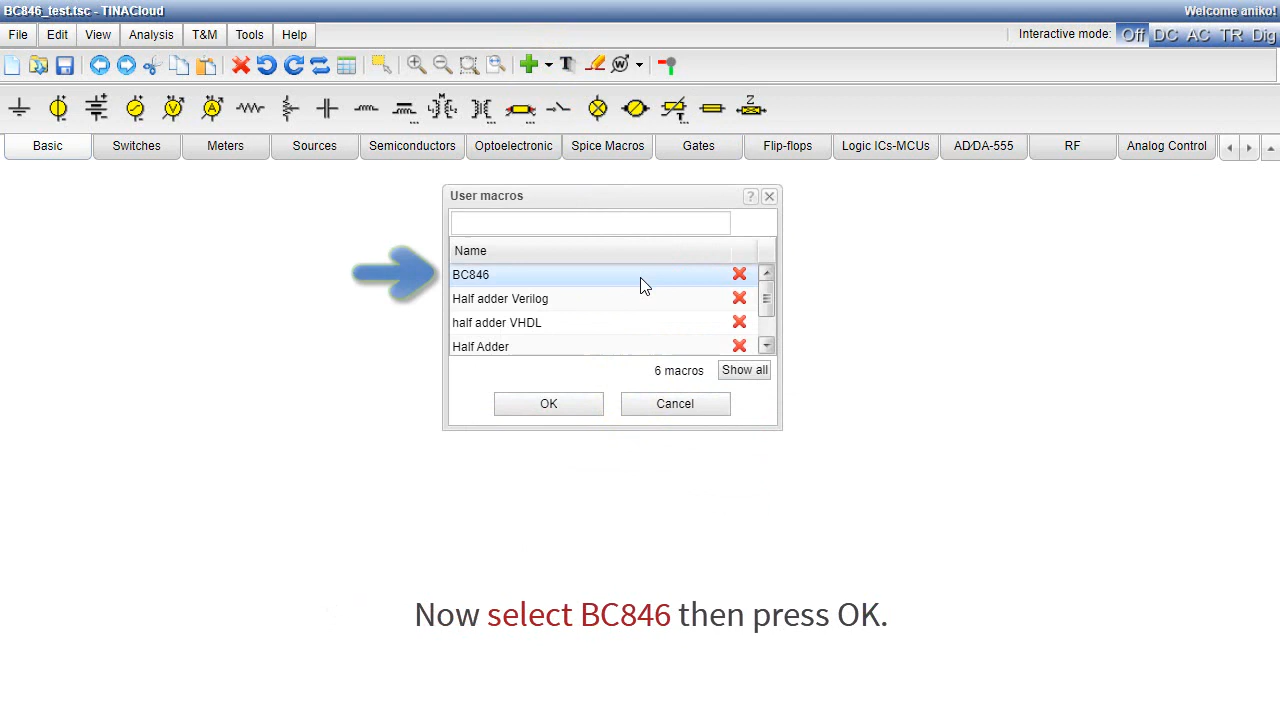 BC846_test.tsc - TINACloud
Welcome aniko!
File Edit View Analysis T&M Tools Help
Interactive mode: Off DC AC TR Dig
Basic Switches Meters Sources Semiconductors Optoelectronic Spice Macros Gates Flip-flops Logic ICs-MCUs AD/DA-555 RF Analog Control
User macros
Name
BC846
Half adder Verilog
half adder VHDL
Half Adder
6 macros Show all
OK Cancel
Now select BC846 then press OK.